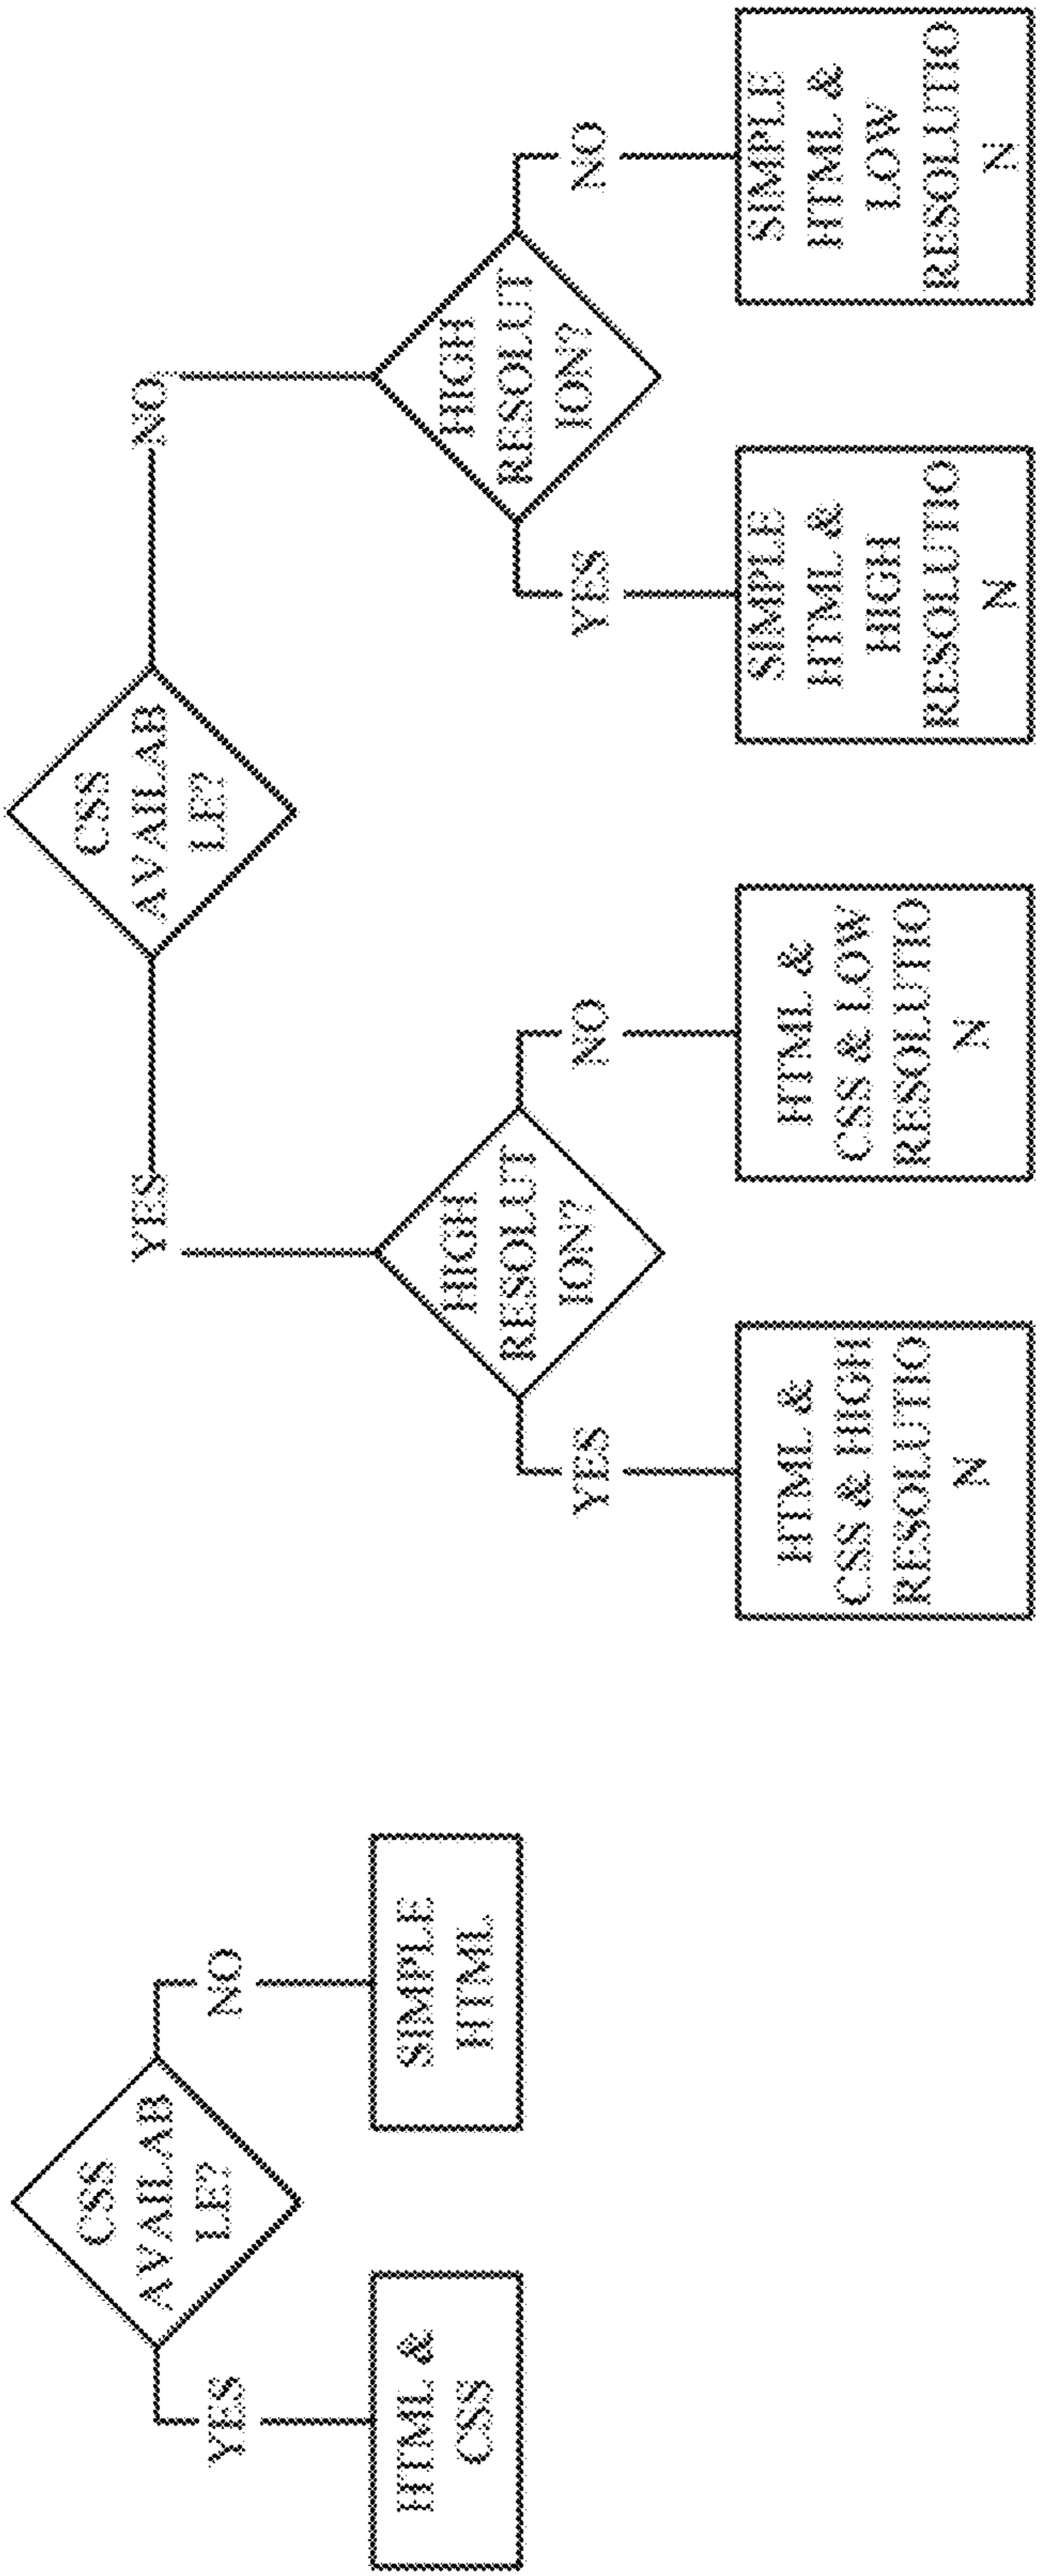 CSS
AVAILAB
LE?
YES
NO
HTML &
CSS
SIMPLE
HTML
CSS
AVAILAB
LE?
YES
NO
HIGH
RESOLUT
ION?
HIGH
RESOLUT
ION?
YES
NO
YES
NO
HTML &
CSS & HIGH
RESOLUTIO
N
HTML &
CSS & LOW
RESOLUTIO
N
SIMPLE
HTML &
HIGH
RESOLUTIO
N
SIMPLE
HTML &
LOW
RESOLUTIO
N